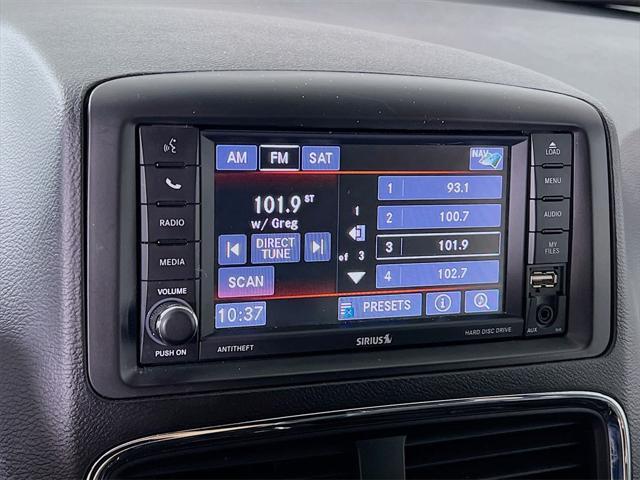 AM FM SAT NAV
LOAD
MENU
AUDIO
MY FILES
RADIO
MEDIA
VOLUME
PUSH ON
101.9 ST
w/ Greg
DIRECT TUNE
SCAN
10:37
1
of 3
1 93.1
2 100.7
3 101.9
4 102.7
PRESETS
ANTITHEFT
SIRIUS
HARD DISC DRIVE
AUX